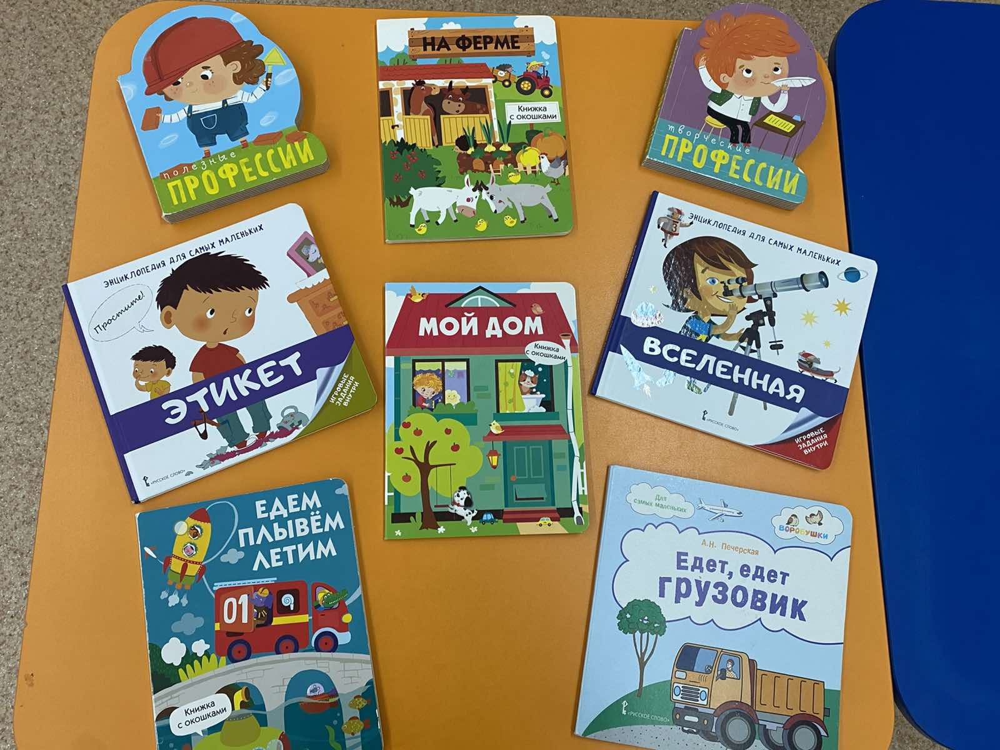 полезные
ПРОФЕССИИ
НА ФЕРМЕ
Книжка
с окошками
творческие
ПРОФЕССИИ
ЭНЦИКЛОПЕДИЯ ДЛЯ САМЫХ МАЛЕНЬКИХ
Простите!
ЭТИКЕТ
ИГРОВЫЕ
ЗАДАНИЯ
ВНУТРИ
«РУССКОЕ СЛОВО»
МОЙ ДОМ
Книжка
с окошками
ЭНЦИКЛОПЕДИЯ ДЛЯ САМЫХ МАЛЕНЬКИХ
3
ВСЕЛЕННАЯ
«РУССКОЕ СЛОВО»
ИГРОВЫЕ
ЗАДАНИЯ
ВНУТРИ
ЕДЕМ
ПЛЫВЁМ
ЛЕТИМ
01
Книжка
с окошками
Для
самых маленьких
ВОРОБУШКИ
А.Н. Печерская
Едет, едет
грузовик
«РУССКОЕ СЛОВО»